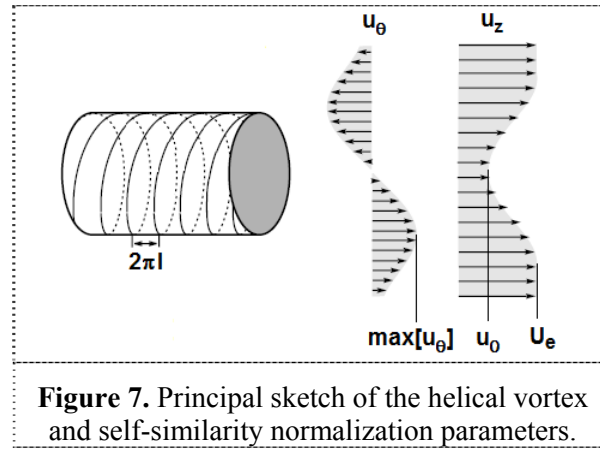 u_θ u_z
2πl
max[u_θ] u_0 U_e
Figure 7. Principal sketch of the helical vortex
and self-similarity normalization parameters.